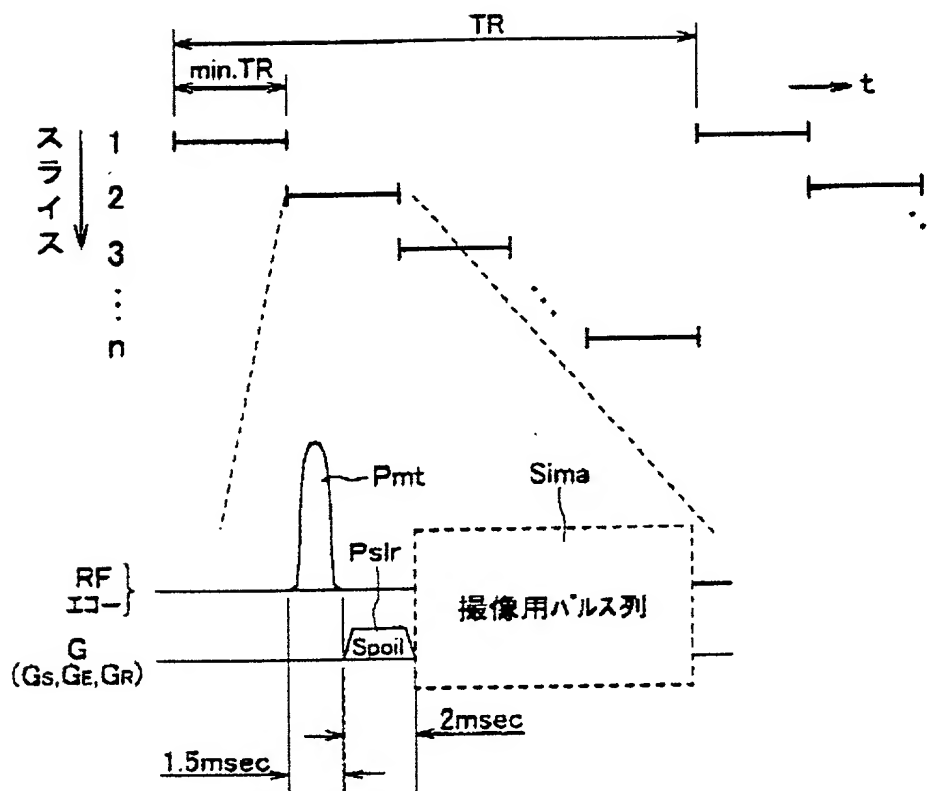 TR
min.TR
t
スライス
1
2
3
⋮
n
Pmt
Sima
Pslr
RF
エコー
撮像用パルス列
G
(GS,GE,GR)
Spoil
2msec
1.5msec